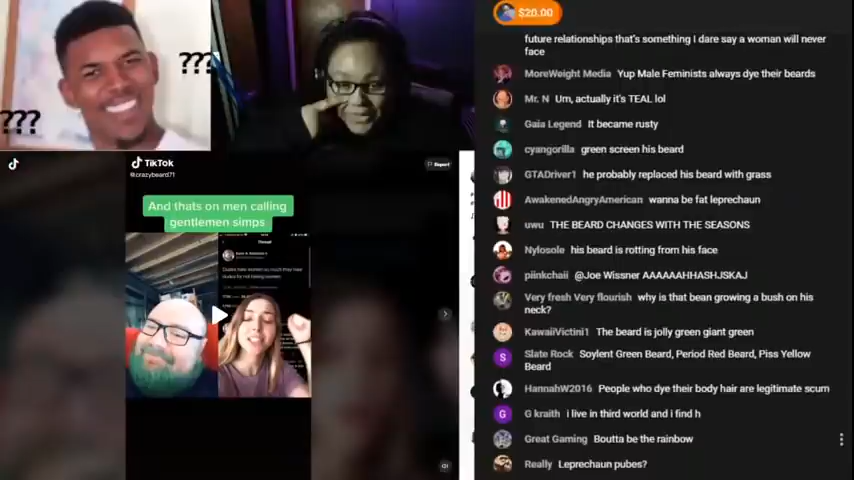 $20.00
???
???
TikTok
@crazybeard71
Report
And thats on men calling
gentlemen simps
Thread
future relationships that's something I dare say a woman will never
face
MoreWeight Media Yup Male Feminists always dye their beards
Mr. N Um, actually it's TEAL lol
Gaia Legend It became rusty
cyangorilla green screen his beard
GTADriver1 he probably replaced his beard with grass
AwakenedAngryAmerican wanna be fat leprechaun
uwu THE BEARD CHANGES WITH THE SEASONS
Nylosole his beard is rotting from his face
piinkchaii @Joe Wissner AAAAAAHHASHJSKAJ
Very fresh Very flourish why is that bean growing a bush on his
neck?
KawaiiVictini1 The beard is jolly green giant green
S
Slate Rock Soylent Green Beard, Period Red Beard, Piss Yellow
Beard
HannahW2016 People who dye their body hair are legitimate scum
G
G kraith i live in third world and i find h
Great Gaming Boutta be the rainbow
Really Leprechaun pubes?